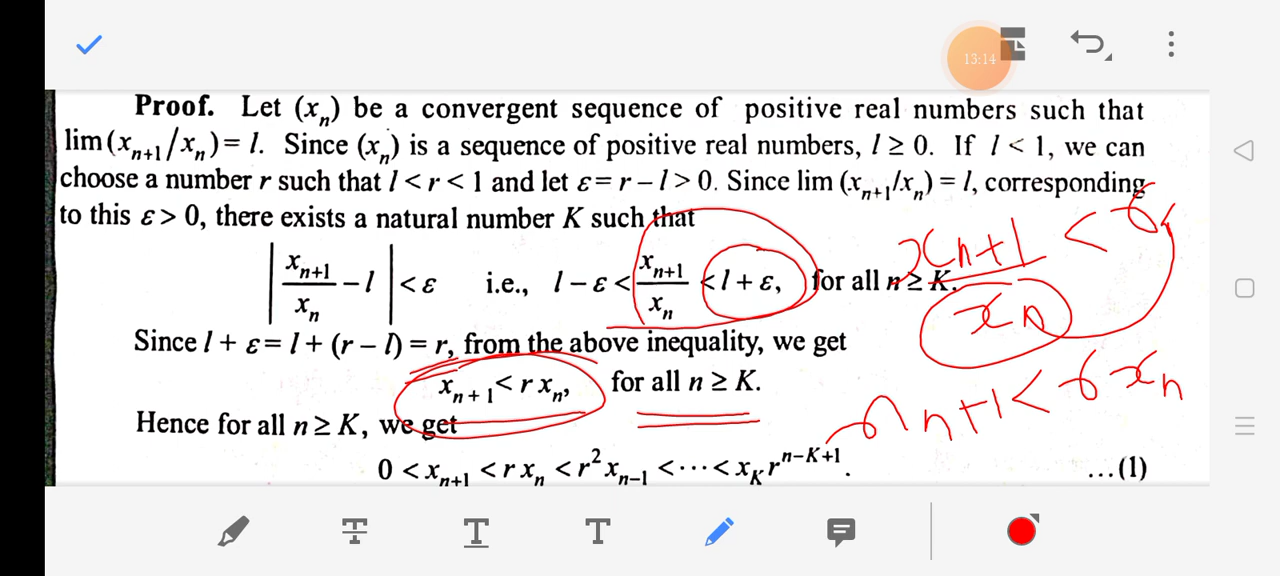 13:14
Proof. Let (xₙ) be a convergent sequence of positive real numbers such that
lim (xₙ₊₁/xₙ) = l. Since (xₙ) is a sequence of positive real numbers, l ≥ 0. If l < 1, we can
choose a number r such that l < r < 1 and let ε = r – l > 0. Since lim (xₙ₊₁/xₙ) = l, corresponding
to this ε > 0, there exists a natural number K such that
|xₙ₊₁/xₙ – l| < ε i.e., l – ε < xₙ₊₁/xₙ < l + ε, for all n ≥ K.
xn+1/xn < r
Since l + ε = l + (r – l) = r, from the above inequality, we get
xₙ₊₁ < r xₙ, for all n ≥ K.
xn+1 < r xn
Hence for all n ≥ K, we get
0 < xₙ₊₁ < r xₙ < r² xₙ₋₁ < ··· < x_K rⁿ⁻ᴷ⁺¹. ...(1)
T T T